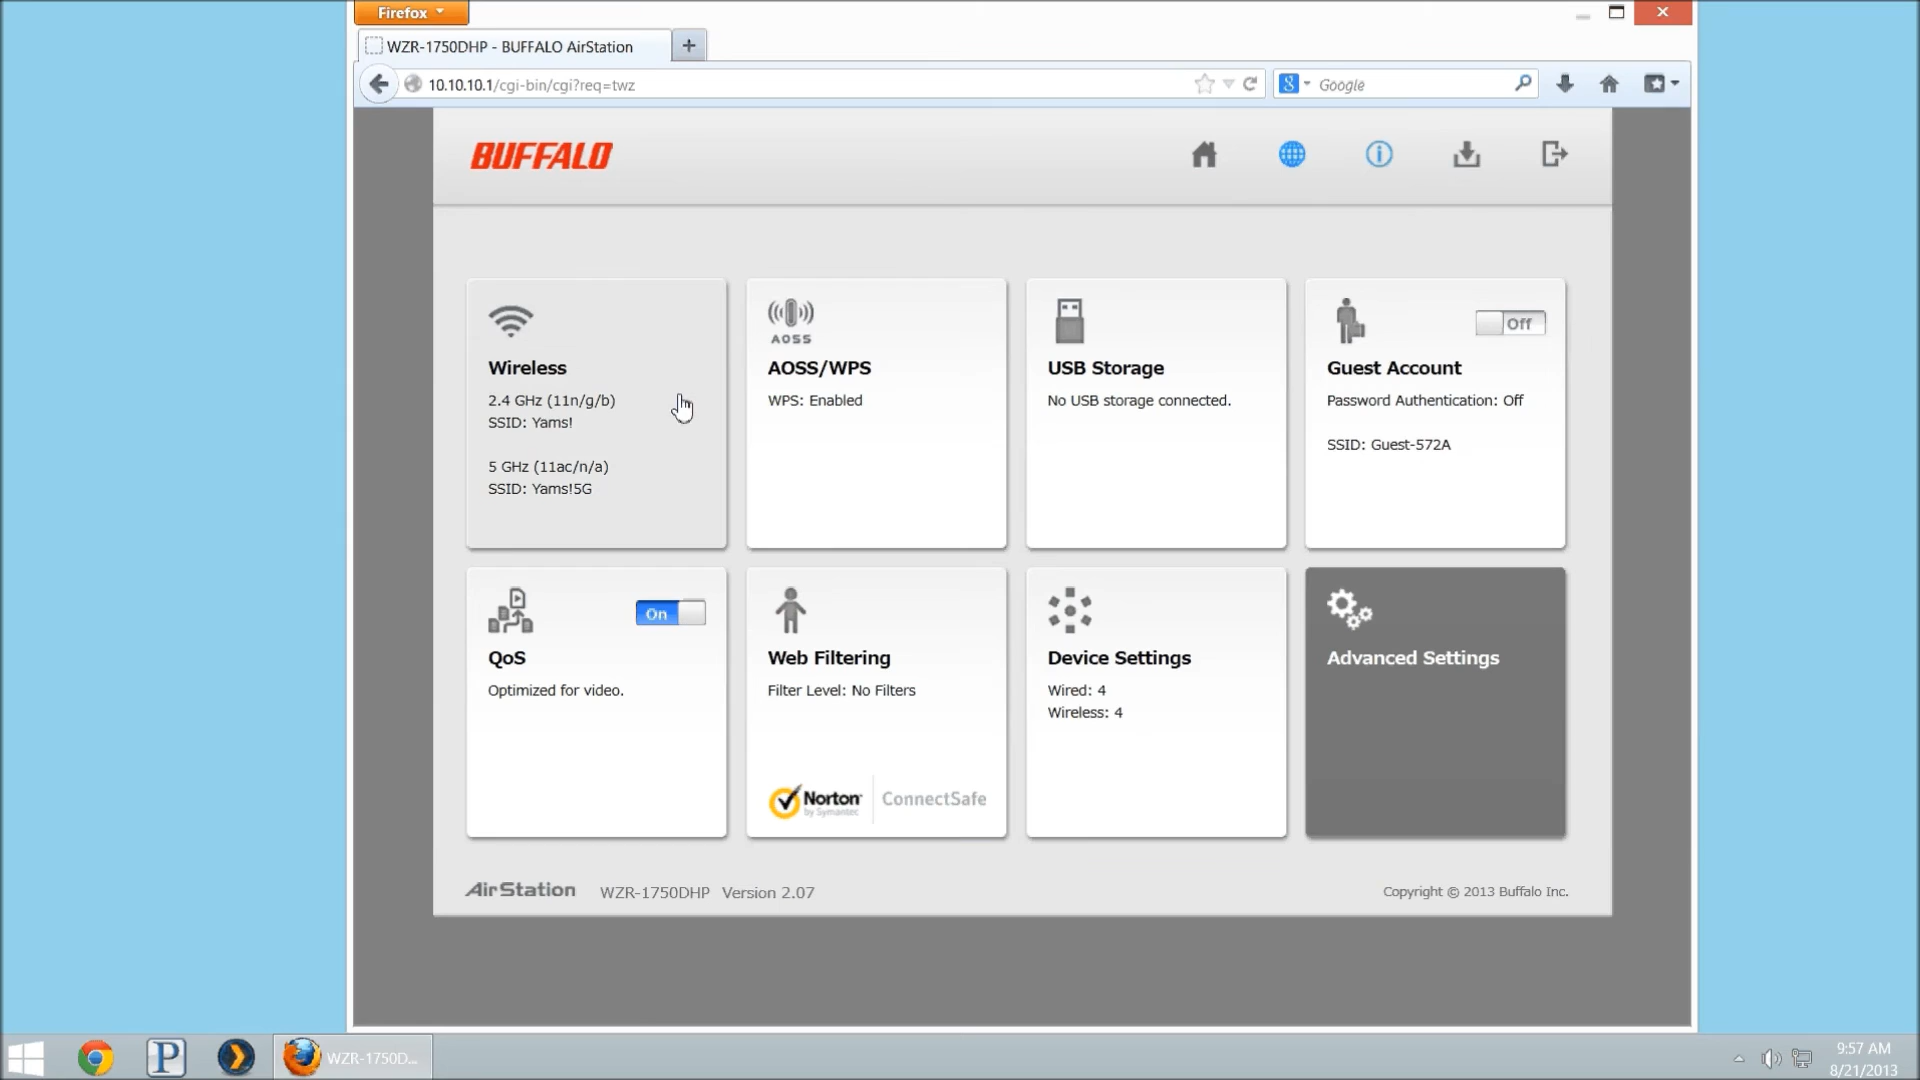 Firefox
WZR-1750DHP - BUFFALO AirStation
10.10.10.1/cgi-bin/cgi?req=twz
Google
BUFFALO
Wireless
2.4 GHz (11n/g/b)
SSID: Yams!
5 GHz (11ac/n/a)
SSID: Yams!5G
AOSS
AOSS/WPS
WPS: Enabled
USB Storage
No USB storage connected.
Off
Guest Account
Password Authentication: Off
SSID: Guest-572A
On
QoS
Optimized for video.
Web Filtering
Filter Level: No Filters
Norton
by Symantec
ConnectSafe
Device Settings
Wired: 4
Wireless: 4
Advanced Settings
AirStation WZR-1750DHP Version 2.07
Copyright © 2013 Buffalo Inc.
WZR-1750D...
9:57 AM
8/21/2013